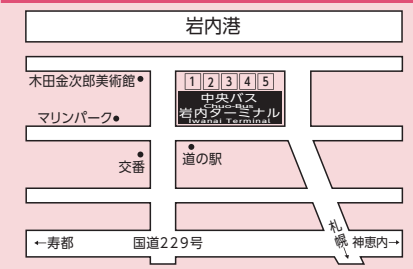 岩内港
木田金次郎美術館
1 2 3 4 5
中央バス
Chuo-Bus
岩内ターミナル
Iwanai Terminal
マリンパーク
交番
道の駅
札幌
←寿都
国道229号
神恵内→